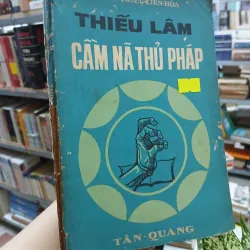 THIẾU LÂM
CẦM NÃ THỦ PHÁP
TÂN-QUANG